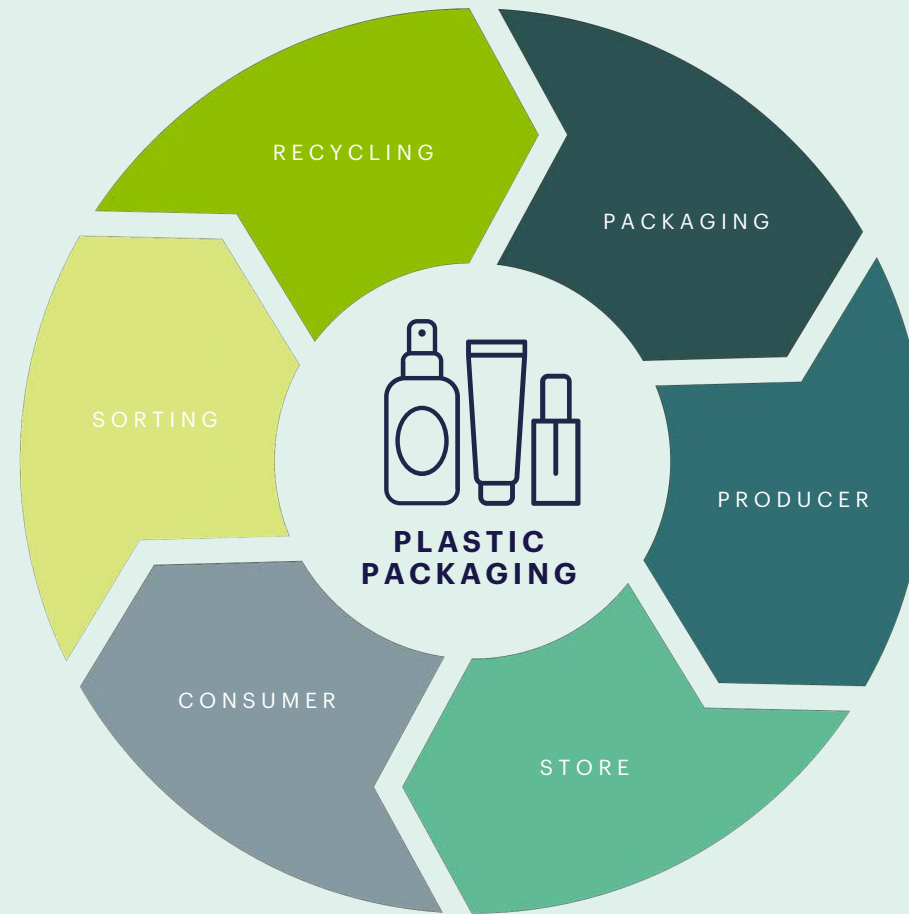 RECYCLING
PACKAGING
SORTING
PRODUCER
PLASTIC
PACKAGING
CONSUMER
STORE